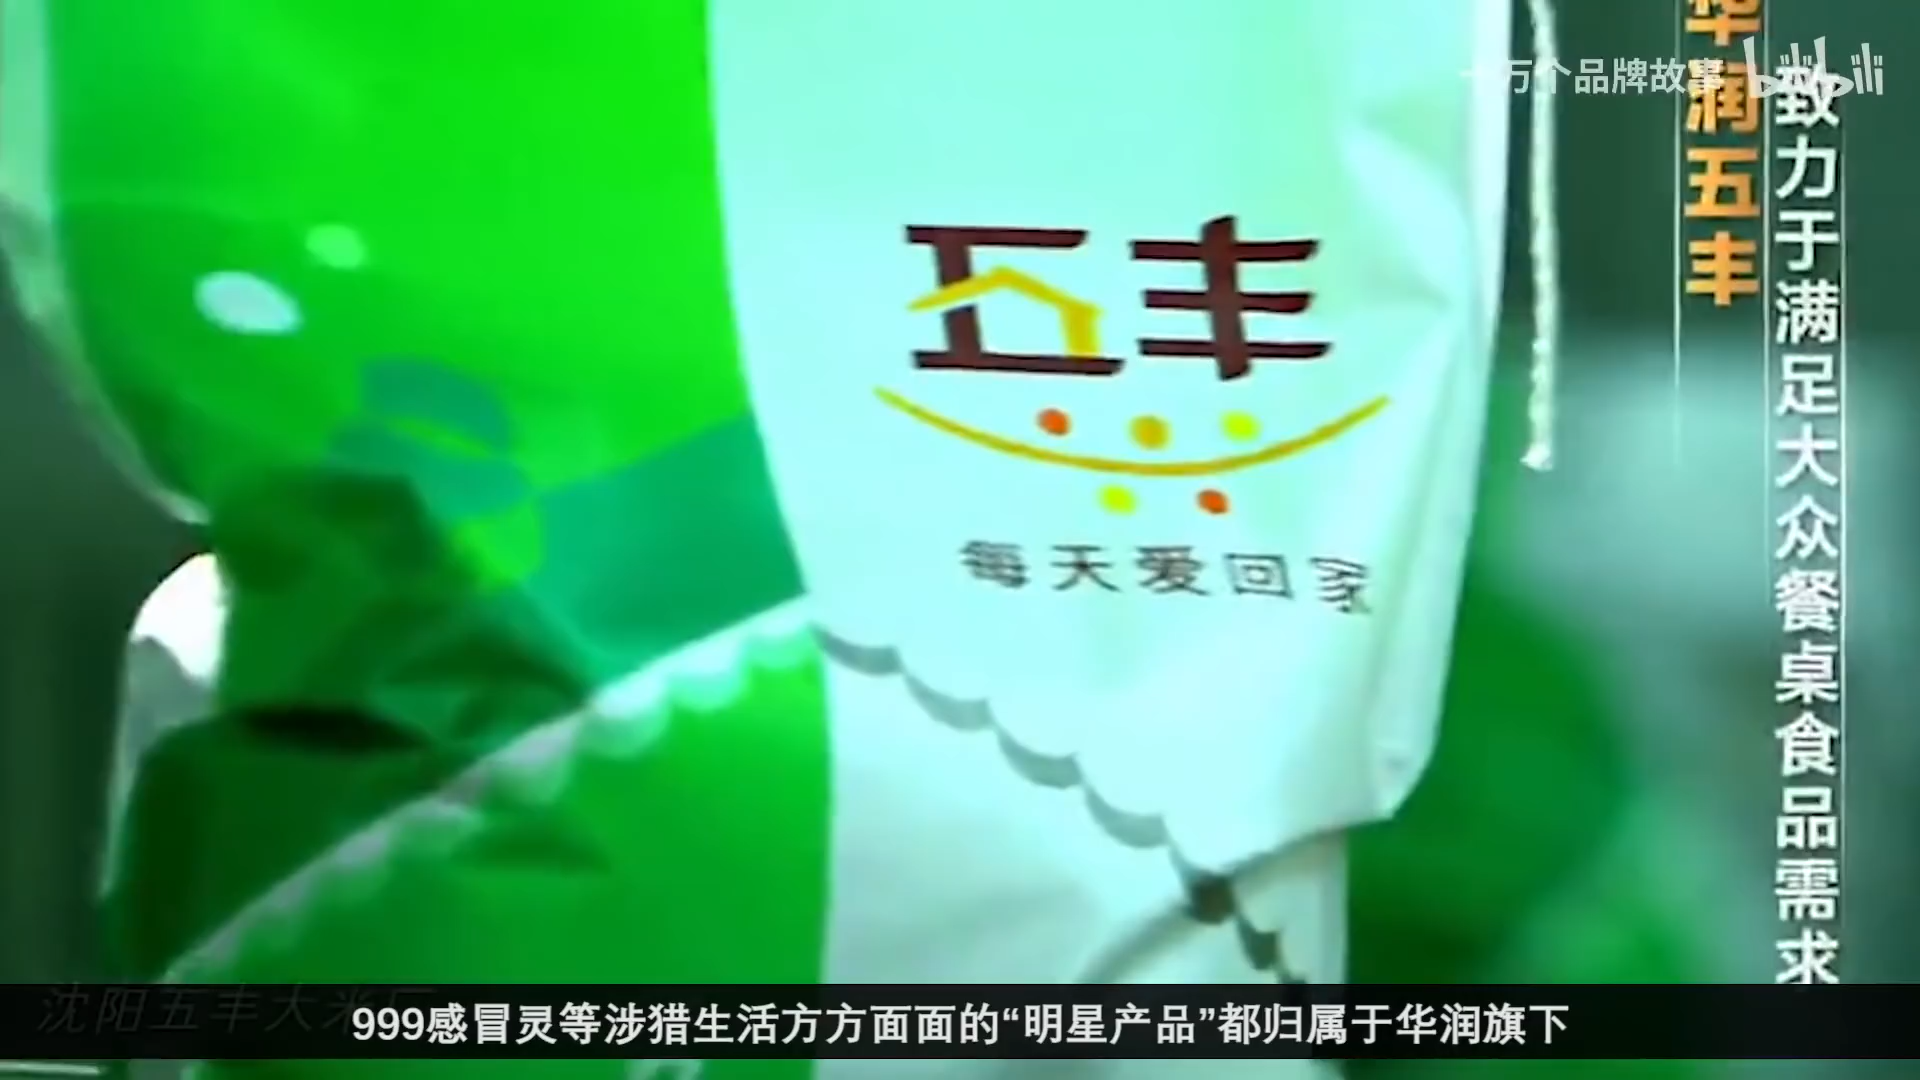 十万个品牌故事 bilibili
华润五丰
致力于满足大众餐桌食品需求
五丰
每天爱回家
沈阳五丰大米厂
999感冒灵等涉猎生活方方面面的“明星产品”都归属于华润旗下